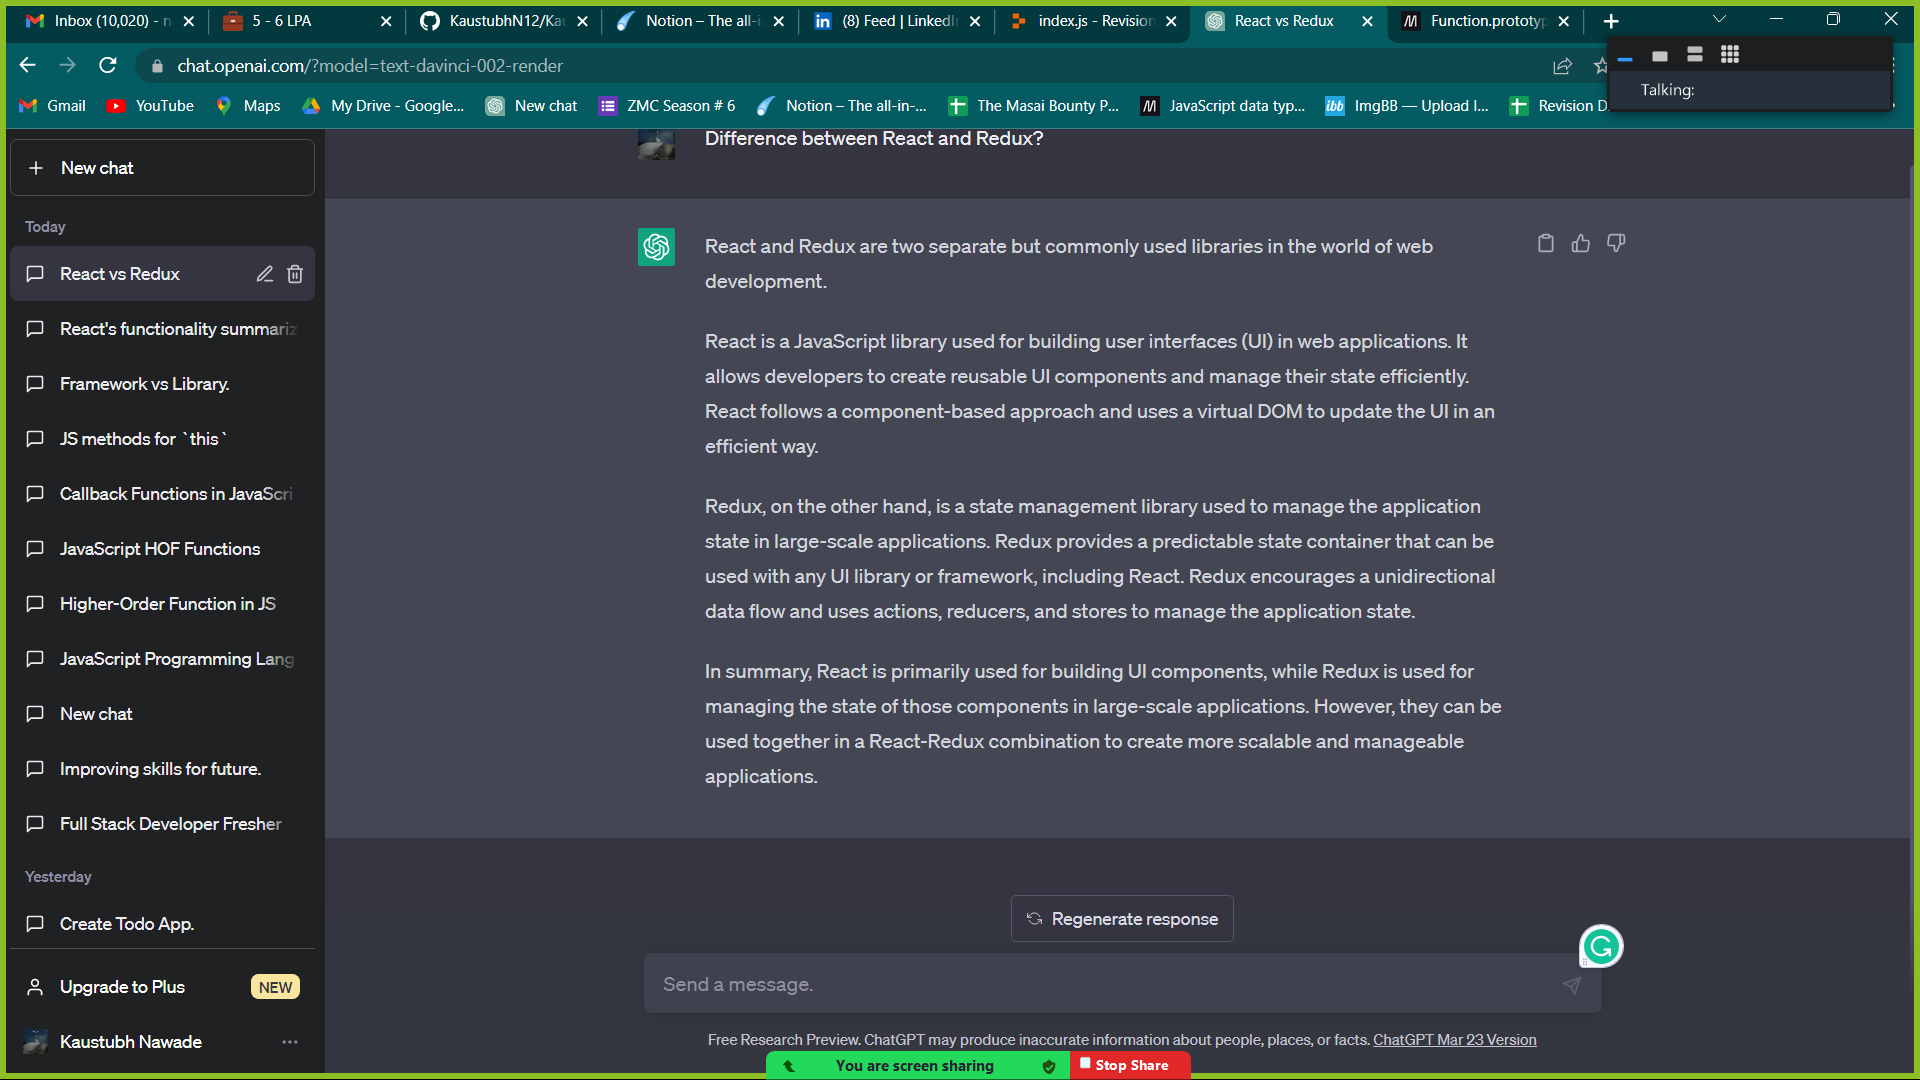 Inbox (10,020) - n
5 - 6 LPA
KaustubhN12/Ka
Notion – The all-i
(8) Feed | LinkedIn
index.js - Revision
React vs Redux
Function.prototyp
chat.openai.com/?model=text-davinci-002-render
Talking:
Gmail
YouTube
Maps
My Drive - Google...
New chat
ZMC Season # 6
Notion – The all-in-...
The Masai Bounty P...
JavaScript data typ...
ibb
ImgBB — Upload I...
Revision D
New chat
Today
React vs Redux
React's functionality summariz
Framework vs Library.
JS methods for `this`
Callback Functions in JavaScri
JavaScript HOF Functions
Higher-Order Function in JS
JavaScript Programming Lang
New chat
Improving skills for future.
Full Stack Developer Fresher
Yesterday
Create Todo App.
Upgrade to Plus
NEW
Kaustubh Nawade
Difference between React and Redux?
React and Redux are two separate but commonly used libraries in the world of web
development.
React is a JavaScript library used for building user interfaces (UI) in web applications. It
allows developers to create reusable UI components and manage their state efficiently.
React follows a component-based approach and uses a virtual DOM to update the UI in an
efficient way.
Redux, on the other hand, is a state management library used to manage the application
state in large-scale applications. Redux provides a predictable state container that can be
used with any UI library or framework, including React. Redux encourages a unidirectional
data flow and uses actions, reducers, and stores to manage the application state.
In summary, React is primarily used for building UI components, while Redux is used for
managing the state of those components in large-scale applications. However, they can be
used together in a React-Redux combination to create more scalable and manageable
applications.
Regenerate response
Send a message.
Free Research Preview. ChatGPT may produce inaccurate information about people, places, or facts. ChatGPT Mar 23 Version
You are screen sharing
Stop Share